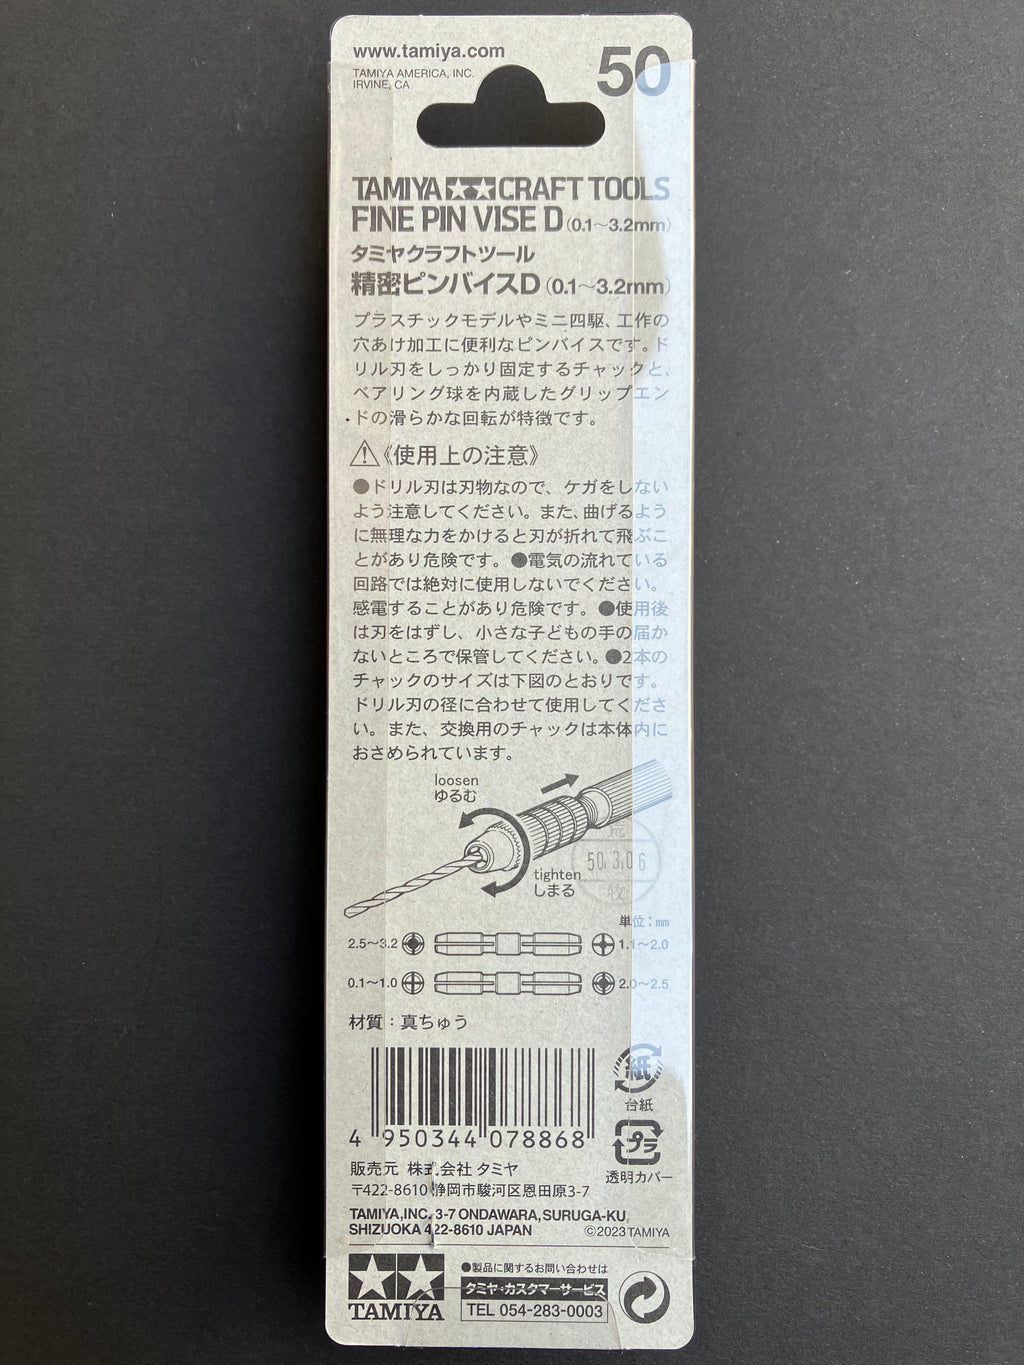 www.tamiya.com
TAMIYA AMERICA, INC.
IRVINE, CA
50
TAMIYA CRAFT TOOLS
FINE PIN VISE D (0.1〜3.2mm)
タミヤクラフトツール
精密ピンバイスD (0.1〜3.2mm)
プラスチックモデルやミニ四駆、工作の
穴あけ加工に便利なピンバイスです。ド
リル刃をしっかり固定するチャックと、
ベアリング球を内蔵したグリップエン
ドの滑らかな回転が特徴です。
《使用上の注意》
●ドリル刃は刃物なので、ケガをしない
よう注意してください。また、曲げるよう
に無理な力をかけると刃が折れて飛ぶこ
とがあり危険です。●電気の流れている
回路では絶対に使用しないでください。
感電することがあり危険です。●使用後
は刃をはずし、小さな子どもの手の届か
ないところで保管してください。●2本の
チャックのサイズは下図のとおりです。
ドリル刃の径に合わせて使用してくださ
い。また、交換用のチャックは本体内に
おさめられています。
loosen
ゆるむ
50.3.06
tighten
しまる
単位：mm
2.5〜3.2
1.1〜2.0
0.1〜1.0
2.0〜2.5
材質：真ちゅう
紙
台紙
4 950344 078868
プラ
透明カバー
販売元 株式会社 タミヤ
〒422-8610 静岡市駿河区恩田原3-7
TAMIYA,INC. 3-7 ONDAWARA, SURUGA-KU,
SHIZUOKA 422-8610 JAPAN
©2023 TAMIYA
TAMIYA
●製品に関するお問い合わせは
タミヤ・カスタマーサービス
TEL 054-283-0003